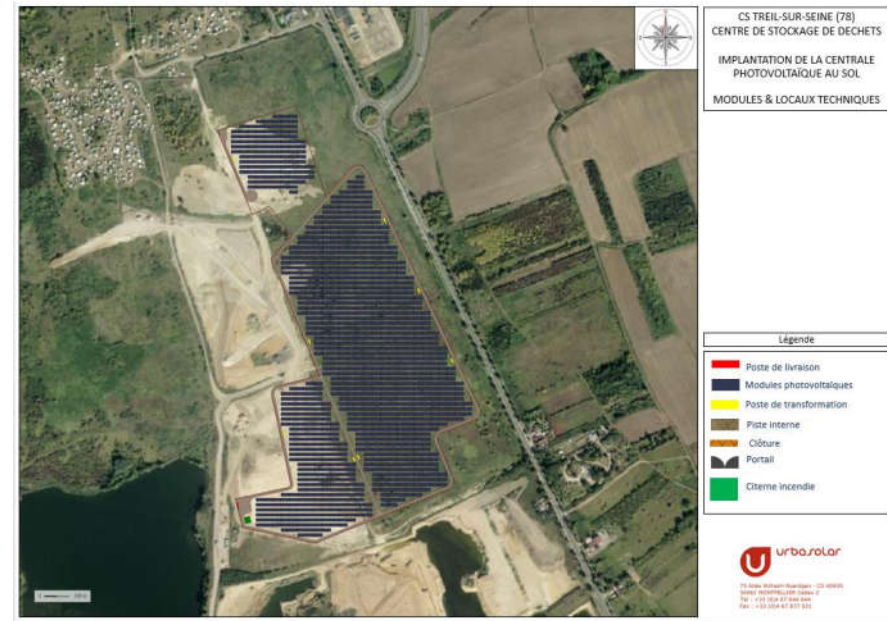 CS TREIL-SUR-SEINE (78)
CENTRE DE STOCKAGE DE DECHETS
IMPLANTATION DE LA CENTRALE
PHOTOVOLTAÏQUE AU SOL
MODULES & LOCAUX TECHNIQUES
Légende
Poste de livraison
Modules photovoltaïques
Poste de transformation
Piste interne
Clôture
Portail
Citerne incendie
urbasolar